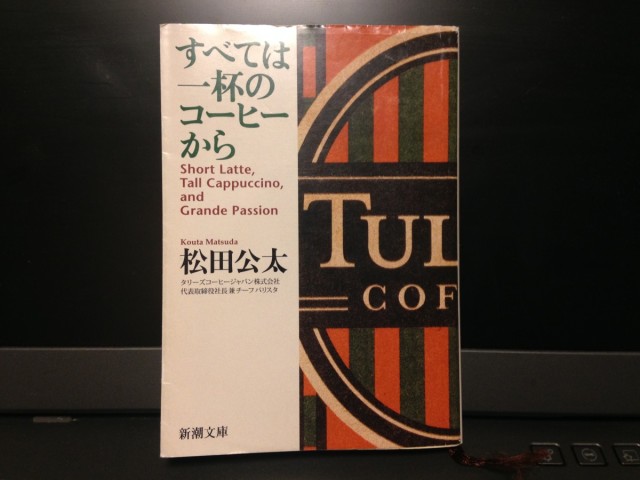 すべては
一杯の
コーヒー
から
Short Latte,
Tall Cappuccino,
and
Grande Passion
Kouta Matsuda
松田公太
タリーズコーヒージャパン株式会社
代表取締役社長 兼 チーフバリスタ
新潮文庫
TUL
COF